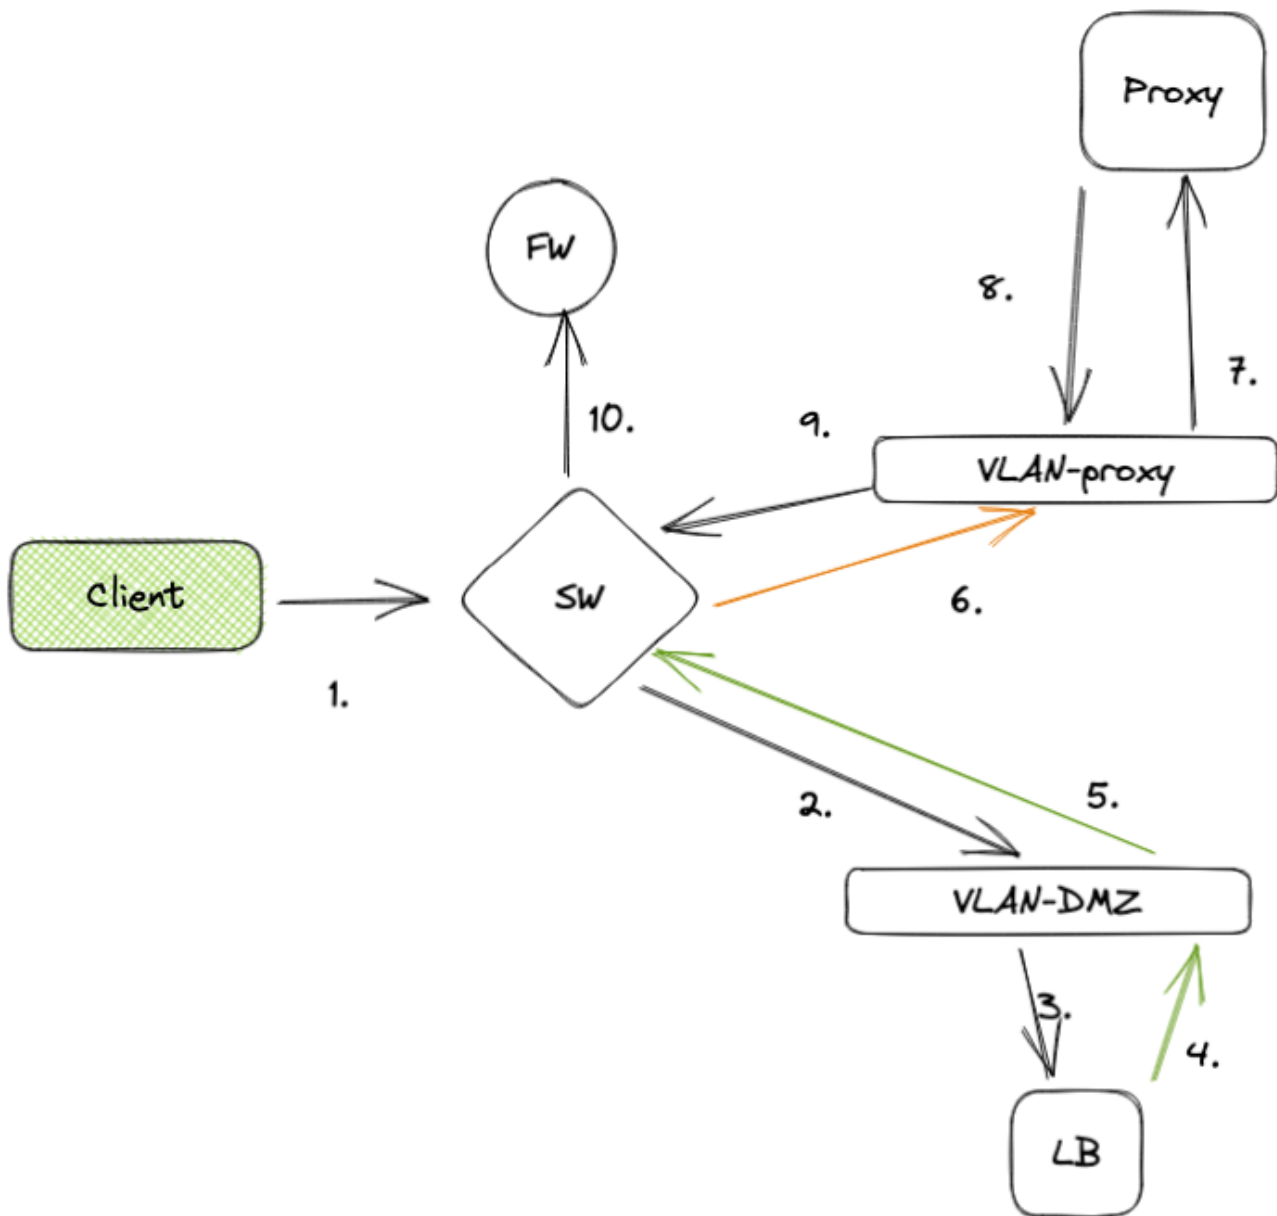 Proxy
FW
8.
7.
10.
9.
VLAN-proxy
Client
SW
6.
1.
2.
5.
VLAN-DMZ
3.
4.
LB